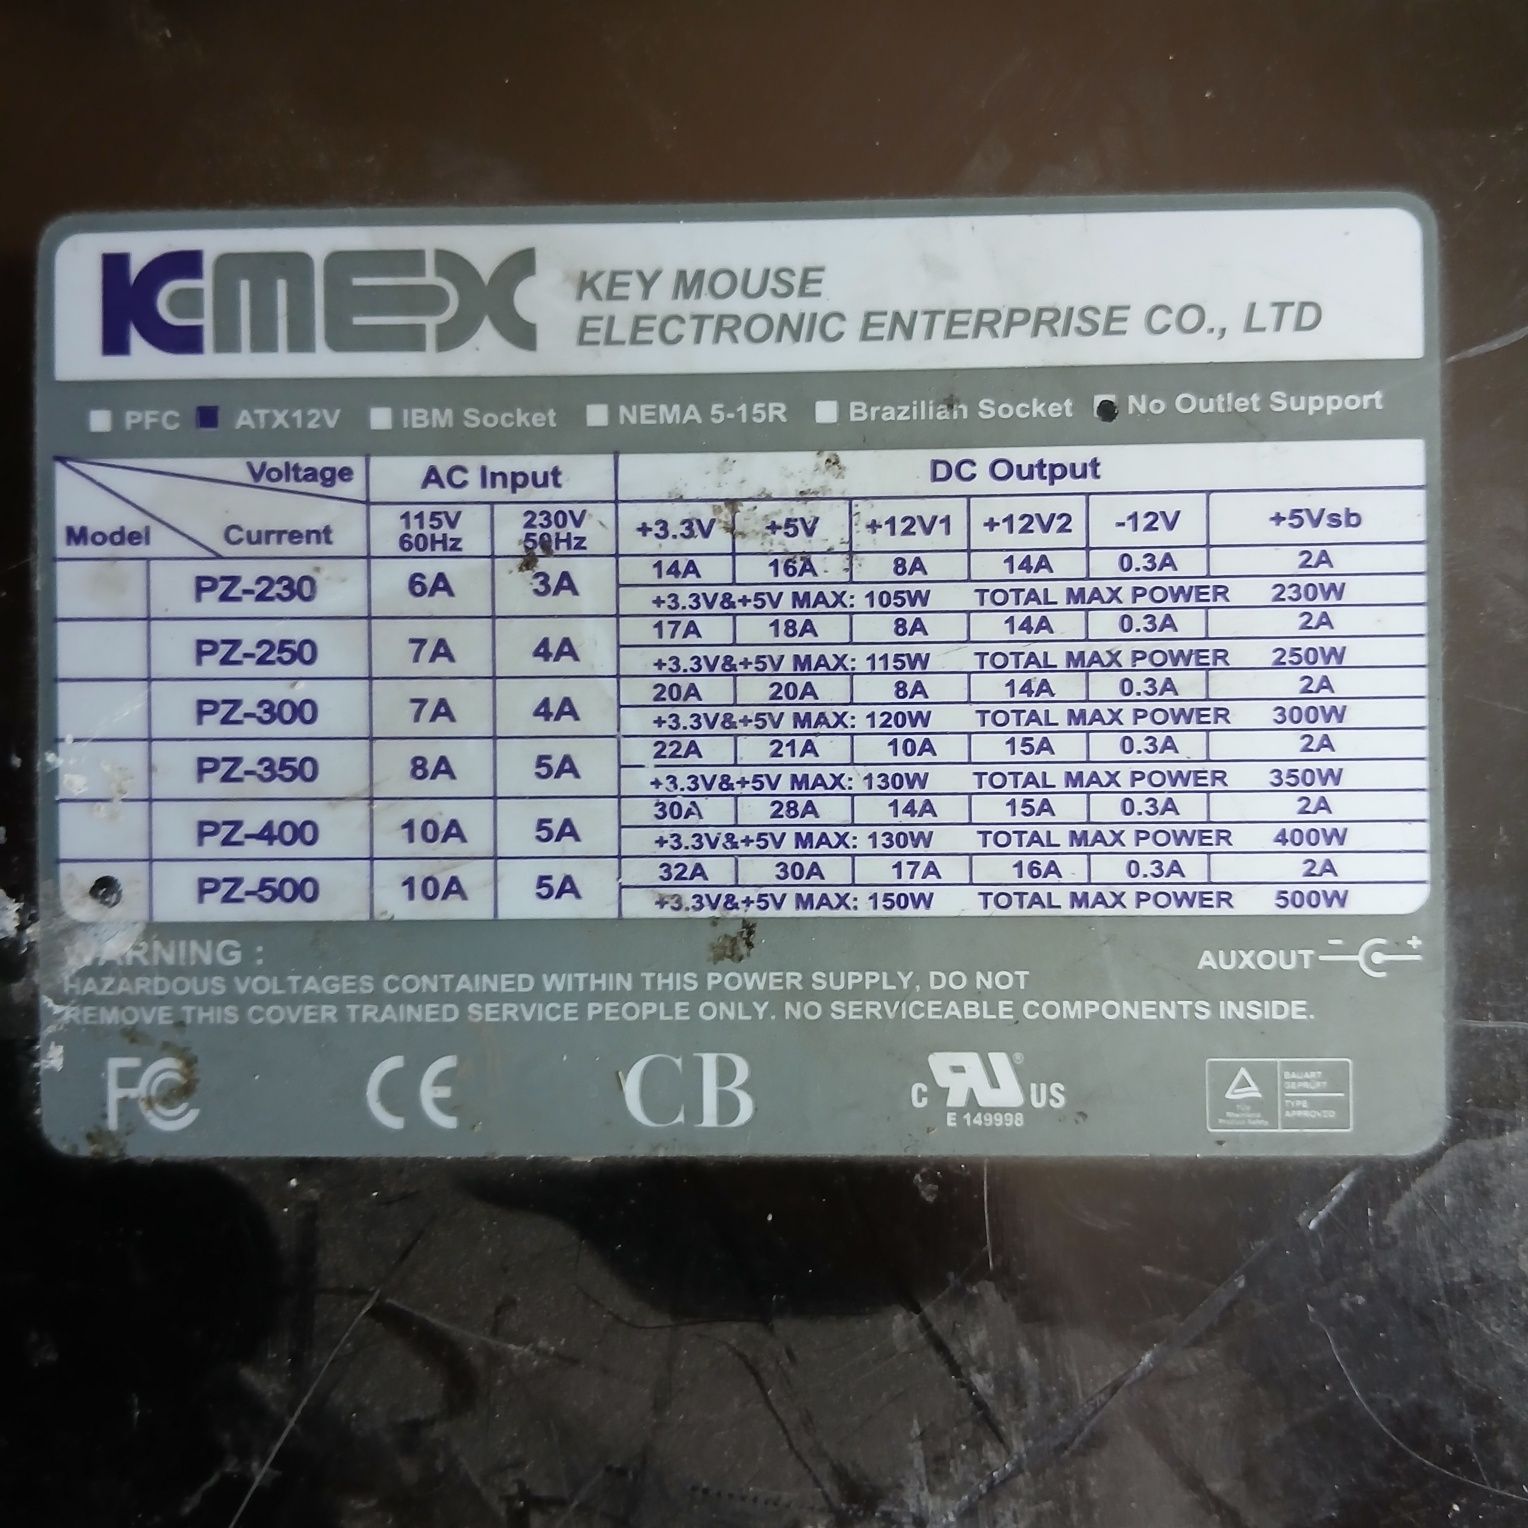 KMEX
KEY MOUSE
ELECTRONIC ENTERPRISE CO., LTD
PFC ATX12V IBM Socket NEMA 5-15R Brazilian Socket No Outlet Support
Voltage AC Input DC Output
Model Current 115V 60Hz 230V 50Hz +3.3V +5V +12V1 +12V2 -12V +5Vsb
PZ-230 6A 3A 14A 16A 8A 14A 0.3A 2A
+3.3V&+5V MAX: 105W TOTAL MAX POWER 230W
PZ-250 7A 4A 17A 18A 8A 14A 0.3A 2A
+3.3V&+5V MAX: 115W TOTAL MAX POWER 250W
PZ-300 7A 4A 20A 20A 8A 14A 0.3A 2A
+3.3V&+5V MAX: 120W TOTAL MAX POWER 300W
PZ-350 8A 5A 22A 21A 10A 15A 0.3A 2A
+3.3V&+5V MAX: 130W TOTAL MAX POWER 350W
PZ-400 10A 5A 30A 28A 14A 15A 0.3A 2A
+3.3V&+5V MAX: 130W TOTAL MAX POWER 400W
PZ-500 10A 5A 32A 30A 17A 16A 0.3A 2A
+3.3V&+5V MAX: 150W TOTAL MAX POWER 500W
WARNING :
HAZARDOUS VOLTAGES CONTAINED WITHIN THIS POWER SUPPLY, DO NOT
REMOVE THIS COVER TRAINED SERVICE PEOPLE ONLY. NO SERVICEABLE COMPONENTS INSIDE.
AUXOUT - +
FC CE CB c RU ® US
E 149998
TÜV
Rheinland
Product Safety
BAUART
GEPRÜFT
TYPE
APPROVED